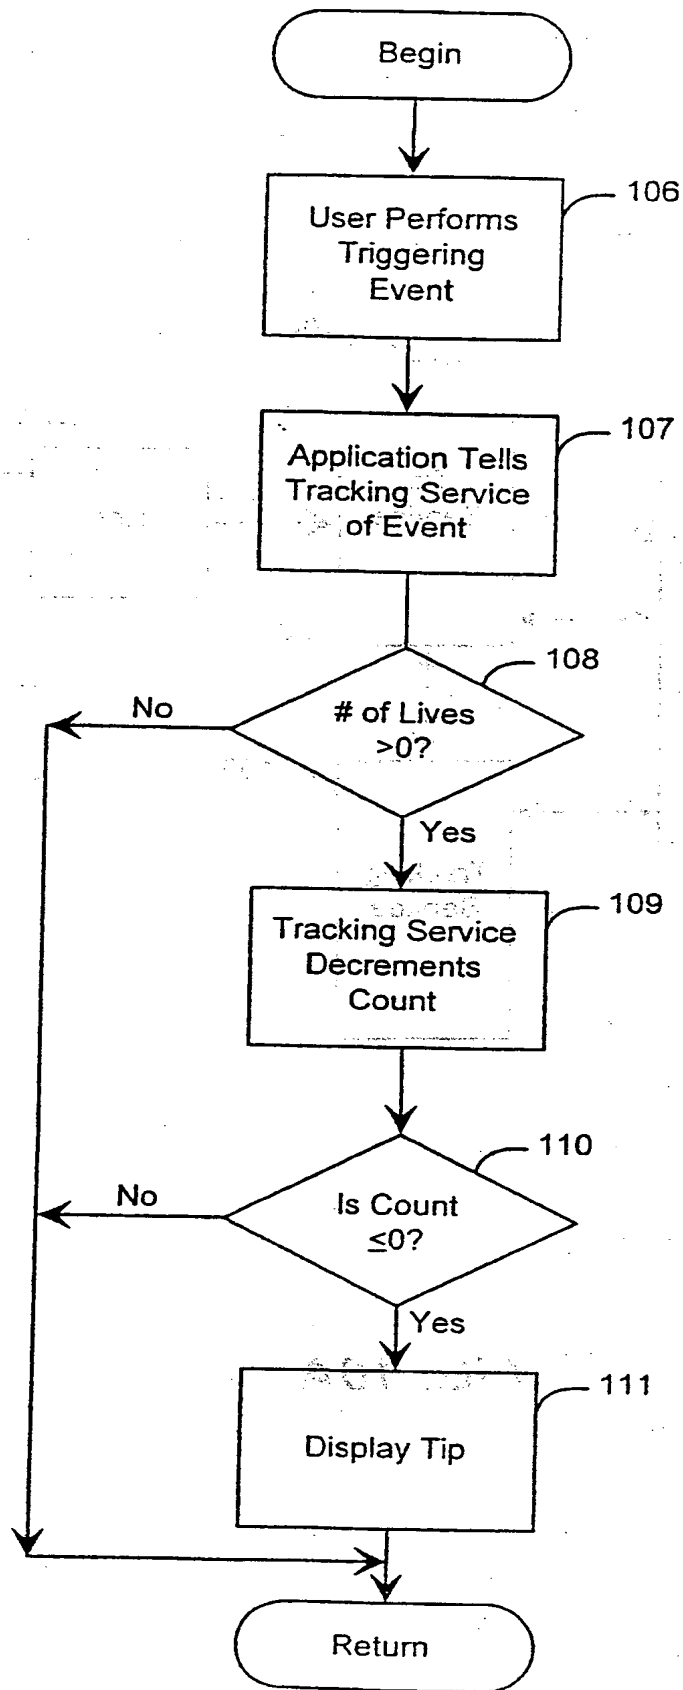 Begin
106
User Performs
Triggering
Event
107
Application Tells
Tracking Service
of Event
108
# of Lives
>0?
No
Yes
109
Tracking Service
Decrements
Count
110
Is Count
≤0?
No
Yes
111
Display Tip
Return